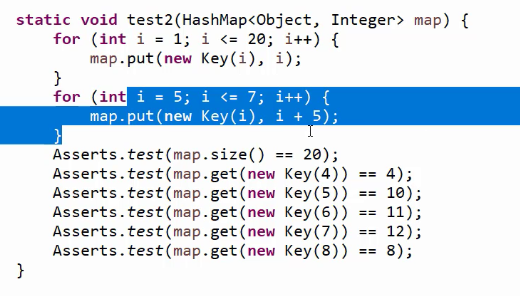 static void test2(HashMap<Object, Integer> map) {
    for (int i = 1; i <= 20; i++) {
        map.put(new Key(i), i);
    }
    for (int i = 5; i <= 7; i++) {
        map.put(new Key(i), i + 5);
    }
    Asserts.test(map.size() == 20);
    Asserts.test(map.get(new Key(4)) == 4);
    Asserts.test(map.get(new Key(5)) == 10);
    Asserts.test(map.get(new Key(6)) == 11);
    Asserts.test(map.get(new Key(7)) == 12);
    Asserts.test(map.get(new Key(8)) == 8);
}